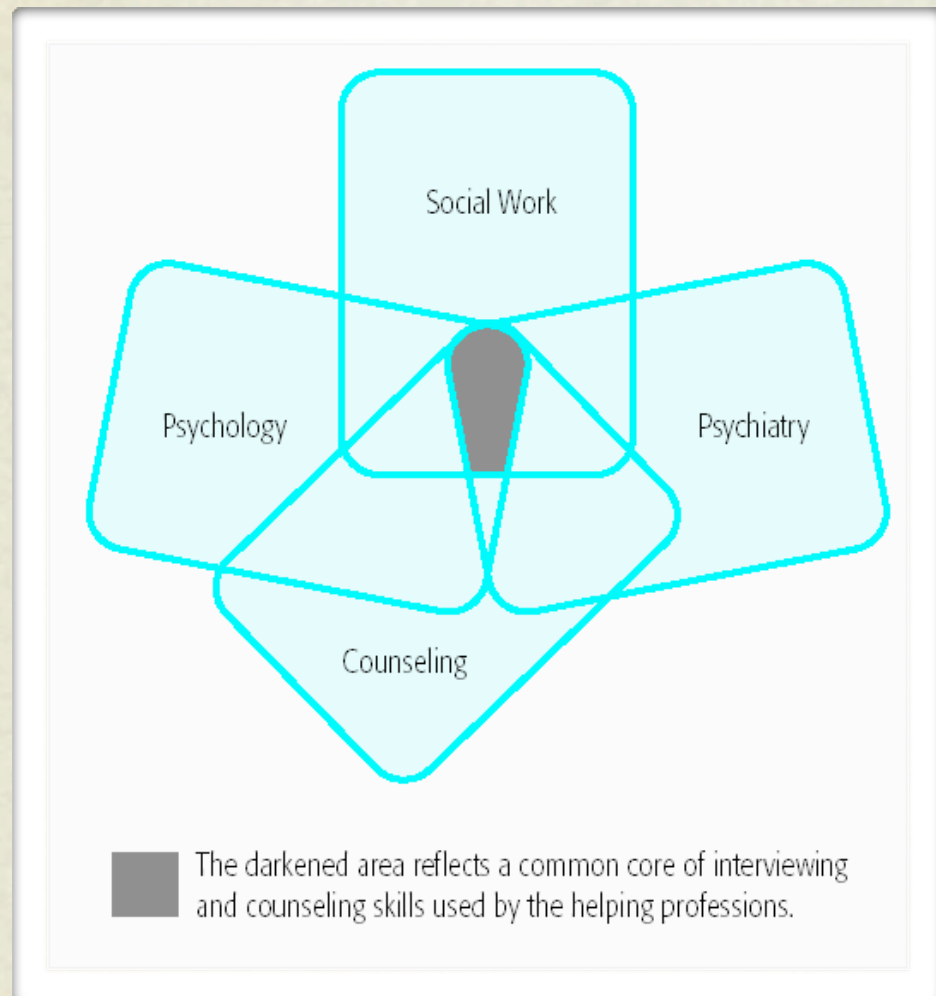 Social Work
Psychology
Psychiatry
Counseling
The darkened area reflects a common core of interviewing
and counseling skills used by the helping professions.